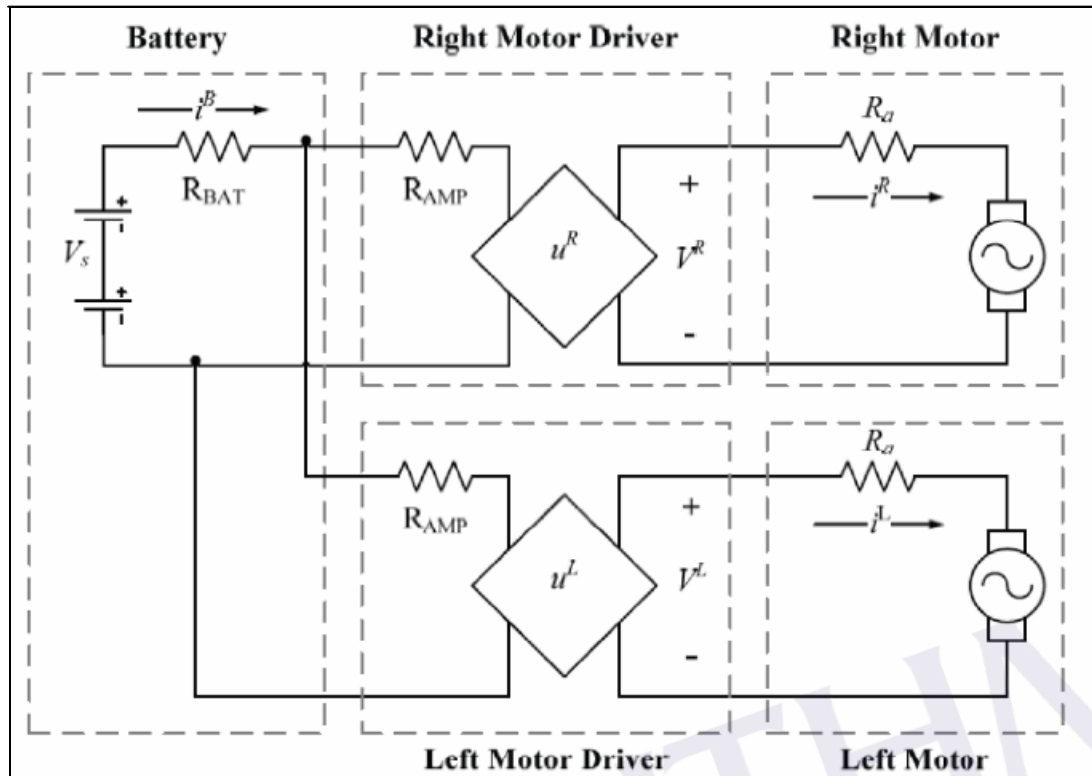 Battery
Right Motor Driver
Right Motor
i^B
R_BAT
V_s
+
-
+
-
R_AMP
u^R
+
V^R
-
R_a
i^R
R_AMP
u^L
+
V^L
-
R_a
i^L
Left Motor Driver
Left Motor